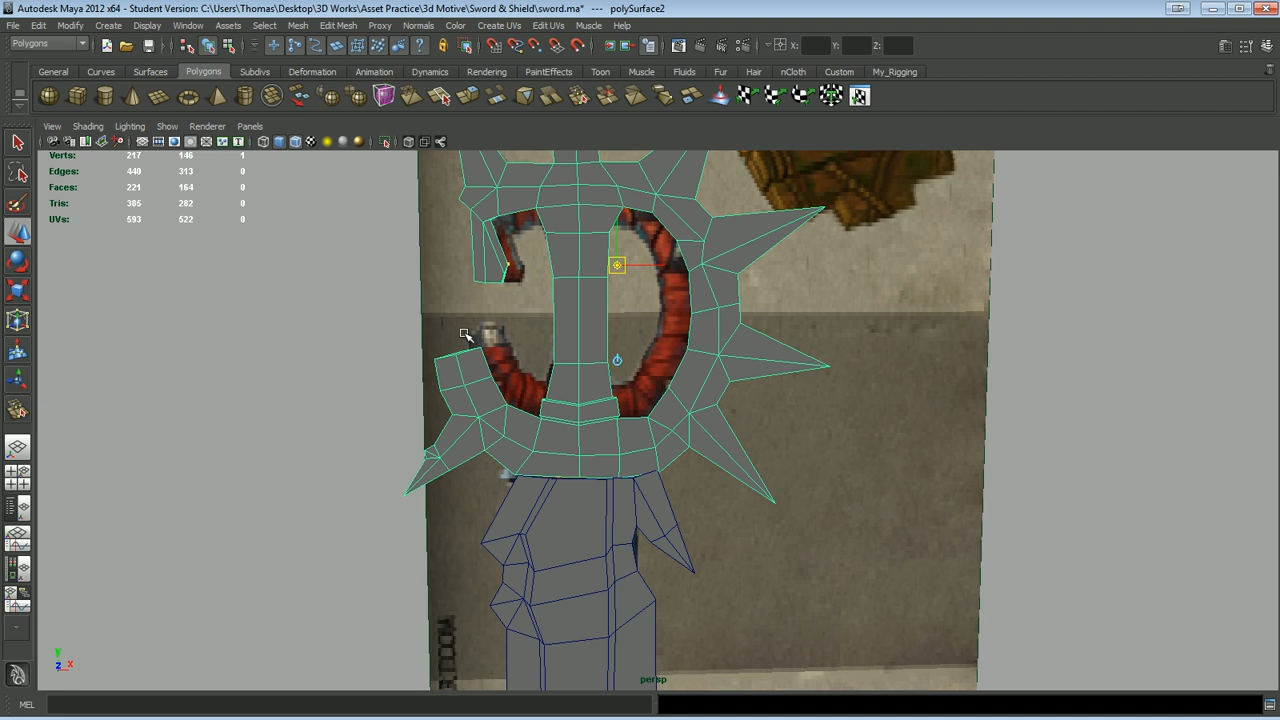 Autodesk Maya 2012 x64 - Student Version: C:\Users\Thomas\Desktop\3D Works\Asset Practice\3d Motive\Sword & Shield\sword.ma* --- polySurface2
File Edit Modify Create Display Window Assets Select Mesh Edit Mesh Proxy Normals Color Create UVs Edit UVs Muscle Help
Polygons X: Y: Z:
General Curves Surfaces Polygons Subdivs Deformation Animation Dynamics Rendering PaintEffects Toon Muscle Fluids Fur Hair nCloth Custom My_Rigging
View Shading Lighting Show Renderer Panels
Verts: 217 146 1
Edges: 440 313 0
Faces: 221 164 0
Tris: 385 282 0
UVs: 593 522 0
y
z x
persp
MEL